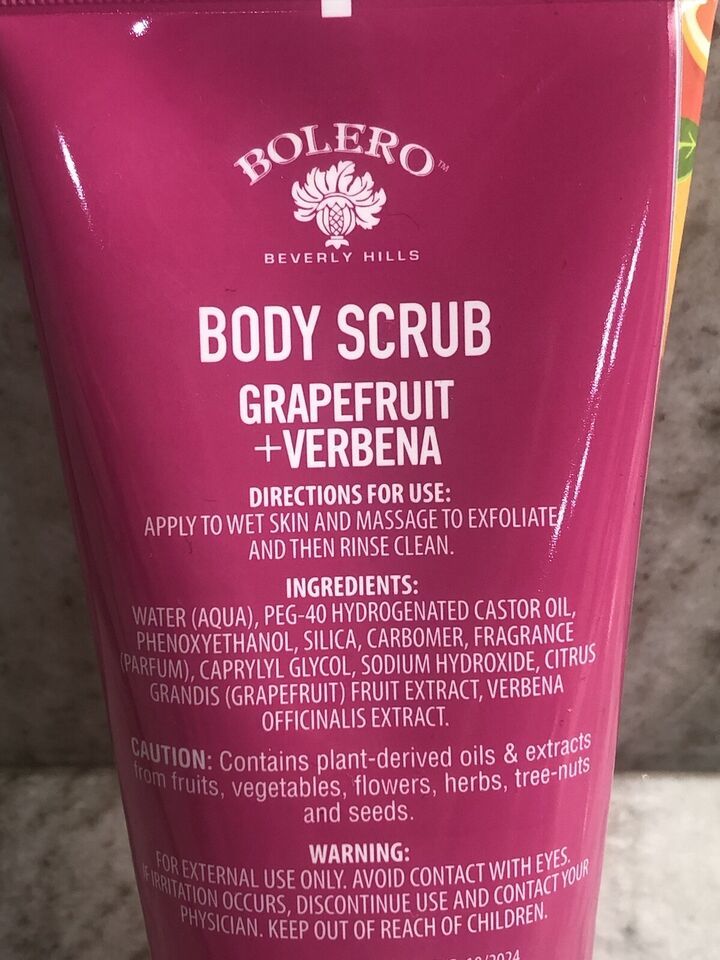 BOLERO™
BEVERLY HILLS
BODY SCRUB
GRAPEFRUIT
+VERBENA
DIRECTIONS FOR USE:
APPLY TO WET SKIN AND MASSAGE TO EXFOLIATE
AND THEN RINSE CLEAN.
INGREDIENTS:
WATER (AQUA), PEG-40 HYDROGENATED CASTOR OIL,
PHENOXYETHANOL, SILICA, CARBOMER, FRAGRANCE
(PARFUM), CAPRYLYL GLYCOL, SODIUM HYDROXIDE, CITRUS
GRANDIS (GRAPEFRUIT) FRUIT EXTRACT, VERBENA
OFFICINALIS EXTRACT.
CAUTION: Contains plant-derived oils & extracts
from fruits, vegetables, flowers, herbs, tree-nuts
and seeds.
WARNING:
FOR EXTERNAL USE ONLY. AVOID CONTACT WITH EYES.
IF IRRITATION OCCURS, DISCONTINUE USE AND CONTACT YOUR
PHYSICIAN. KEEP OUT OF REACH OF CHILDREN.